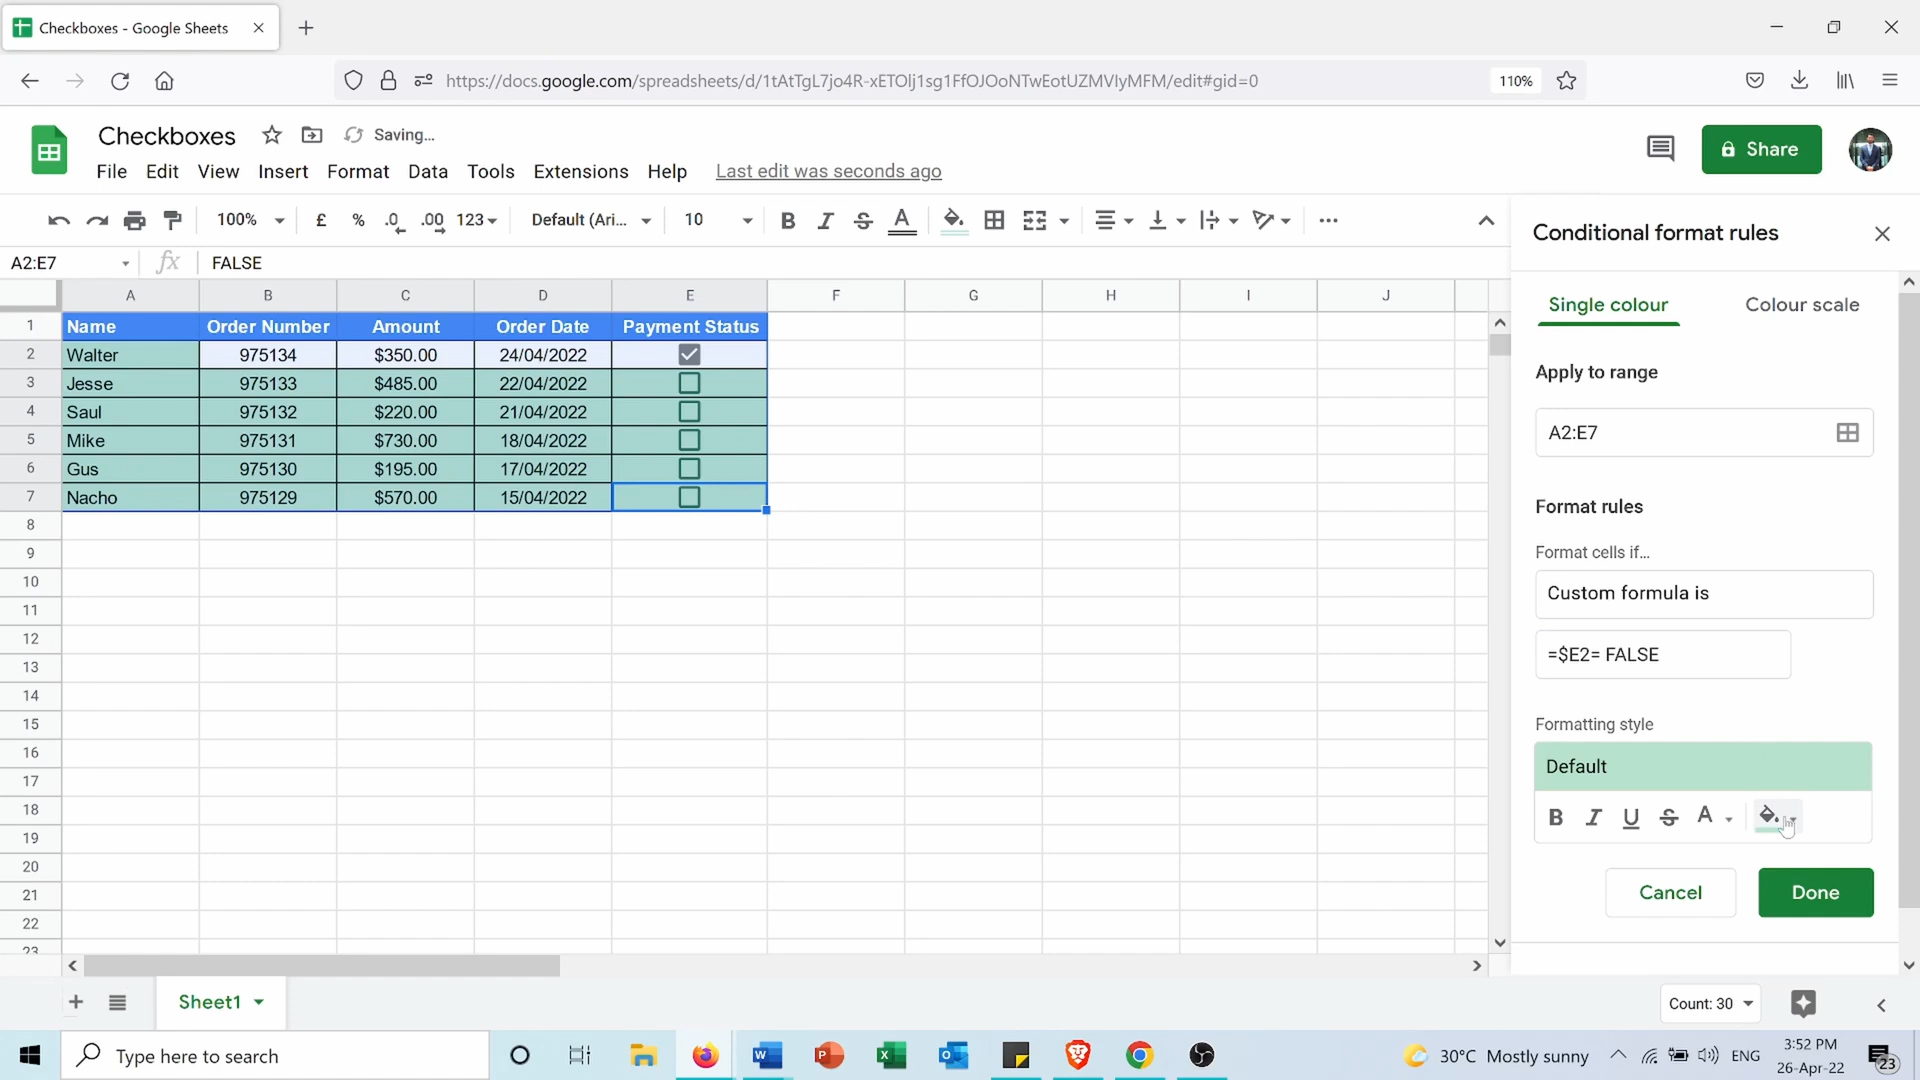 Checkboxes - Google Sheets
https://docs.google.com/spreadsheets/d/1tAtTgL7jo4R-xETOlj1sg1FfOJOoNTwEotUZMVIyMFM/edit#gid=0
110%
Checkboxes
Saving...
File Edit View Insert Format Data Tools Extensions Help Last edit was seconds ago
Share
100% £ % .0 .00 123 Default (Ari... 10 B I S A
A2:E7 fx FALSE
A B C D E F G H I J
1 Name Order Number Amount Order Date Payment Status
2 Walter 975134 $350.00 24/04/2022
3 Jesse 975133 $485.00 22/04/2022
4 Saul 975132 $220.00 21/04/2022
5 Mike 975131 $730.00 18/04/2022
6 Gus 975130 $195.00 17/04/2022
7 Nacho 975129 $570.00 15/04/2022
8
9
10
11
12
13
14
15
16
17
18
19
20
21
22
23
Conditional format rules
Single colour Colour scale
Apply to range
A2:E7
Format rules
Format cells if...
Custom formula is
=$E2= FALSE
Formatting style
Default
B I U S A
Cancel Done
Sheet1
Count: 30
Type here to search
30°C Mostly sunny
ENG
3:52 PM
26-Apr-22
23